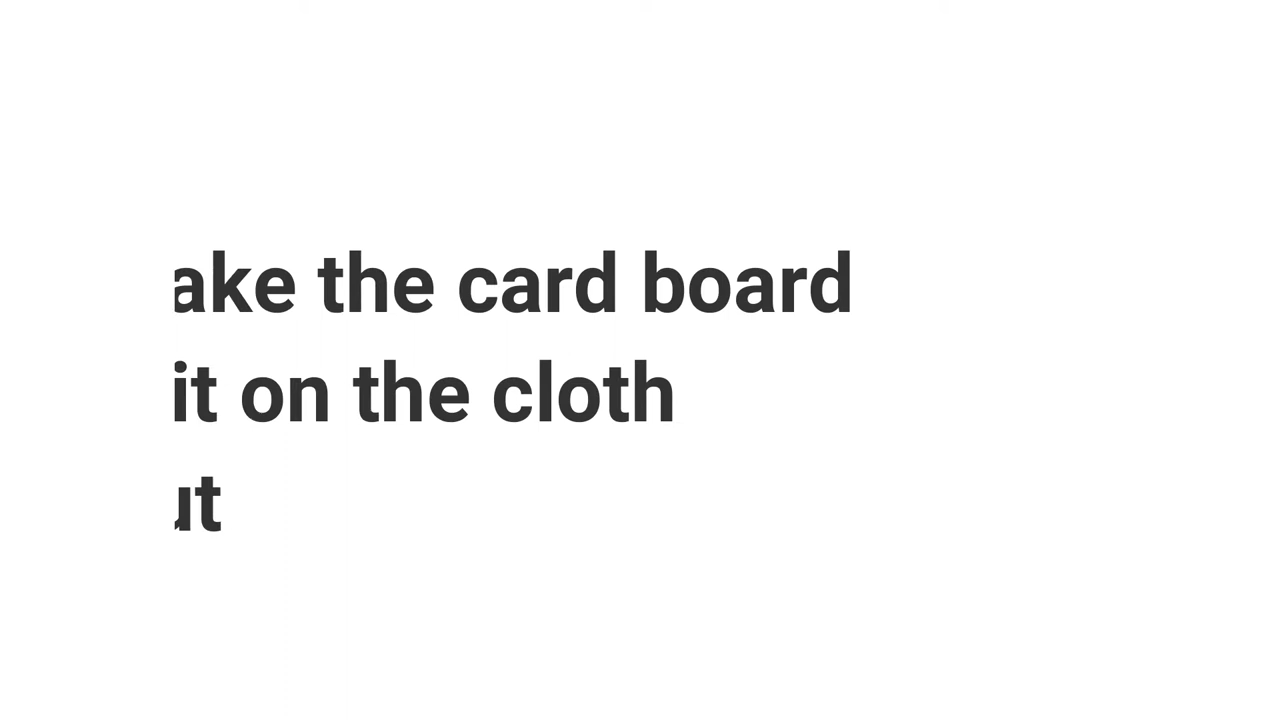 ake the card board
it on the cloth
ut